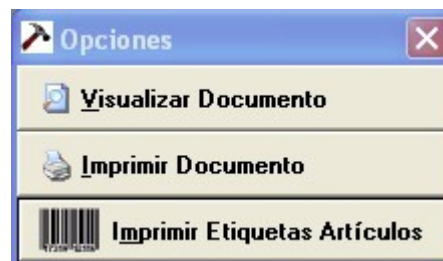 Opciones
Visualizar Documento
Imprimir Documento
Imprimir Etiquetas Artículos